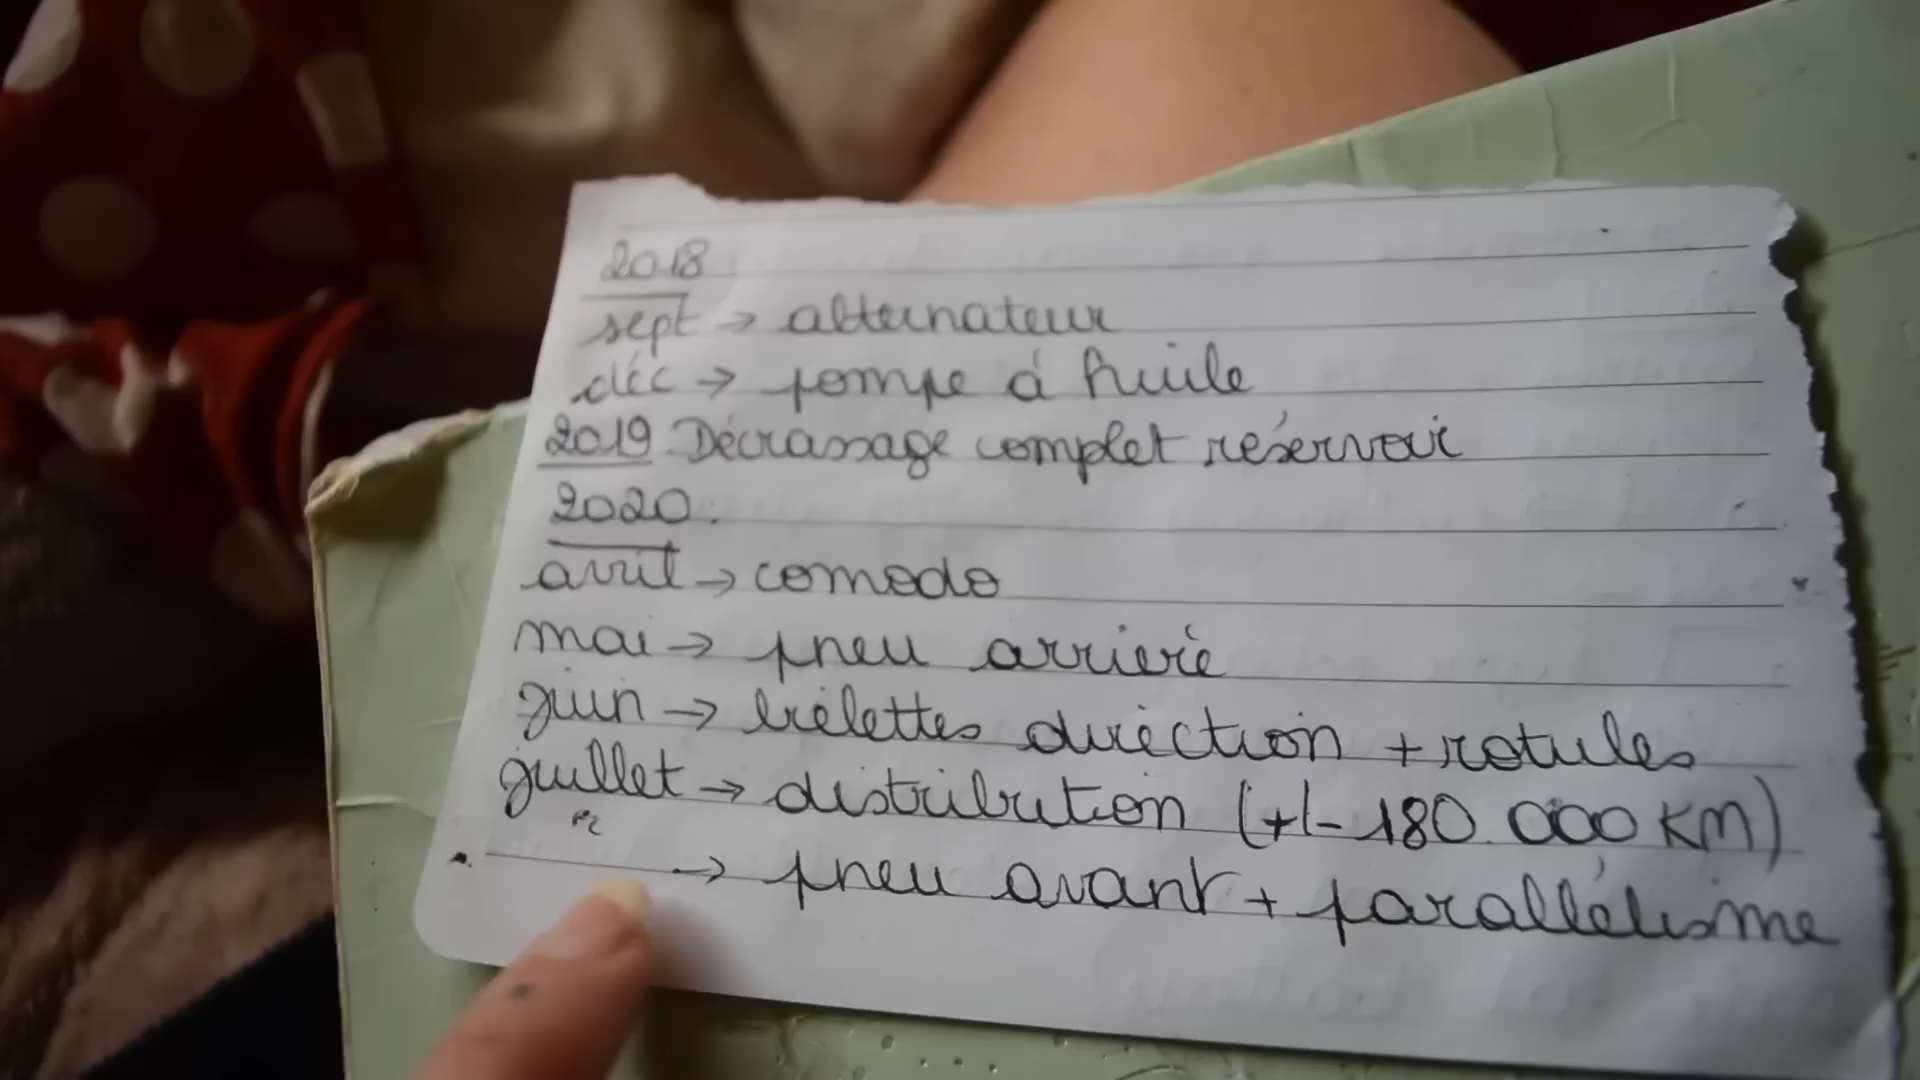 2018
sept → alternateur
déc → pompe à huile
2019 Décrassage complet réservoir
2020:
avril → comodo
mai → pneu arrière
juin → biélettes direction + rotules
juillet → distribution (+/- 180.000 KM)
→ pneu avant + parallélisme